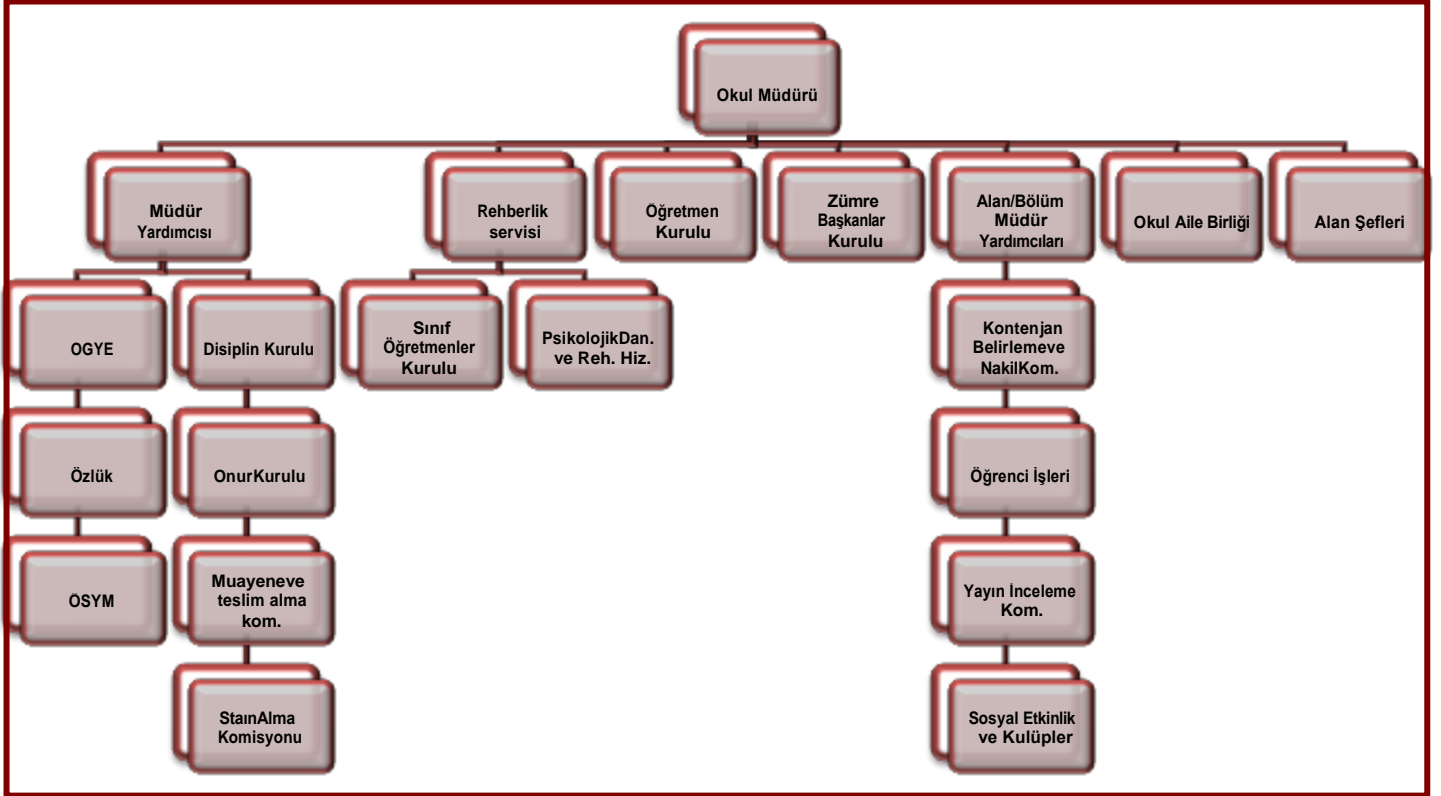 Okul Müdürü
Müdür
Yardımcısı
Rehberlik
servisi
Öğretmen
Kurulu
Zümre
Başkanlar
Kurulu
Alan/Bölüm
Müdür
Yardımcıları
Okul Aile Birliği
Alan Şefleri
OGYE
Disiplin Kurulu
Sınıf
Öğretmenler
Kurulu
PsikolojikDan.
ve Reh. Hiz.
Kontenjan
Belirlemeve
NakilKom.
Özlük
OnurKurulu
Öğrenci İşleri
ÖSYM
Muayeneve
teslim alma
kom.
Yayın İnceleme
Kom.
StaınAlma
Komisyonu
Sosyal Etkinlik
ve Kulüpler